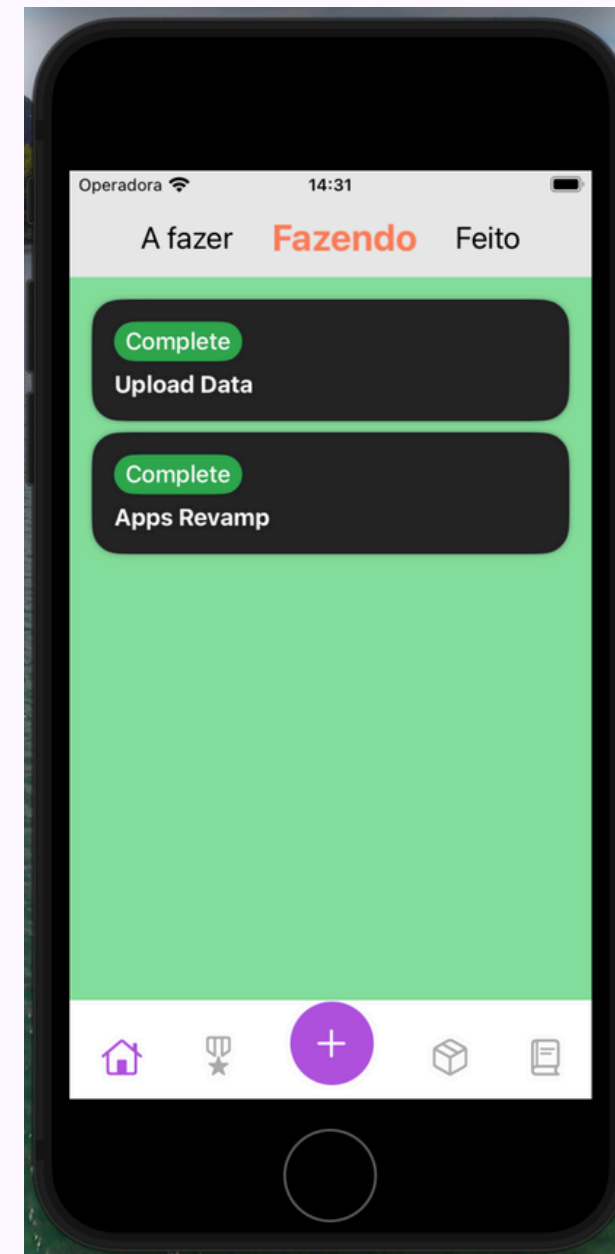 Operadora 14:31
A fazer Fazendo Feito
Complete
Upload Data
Complete
Apps Revamp